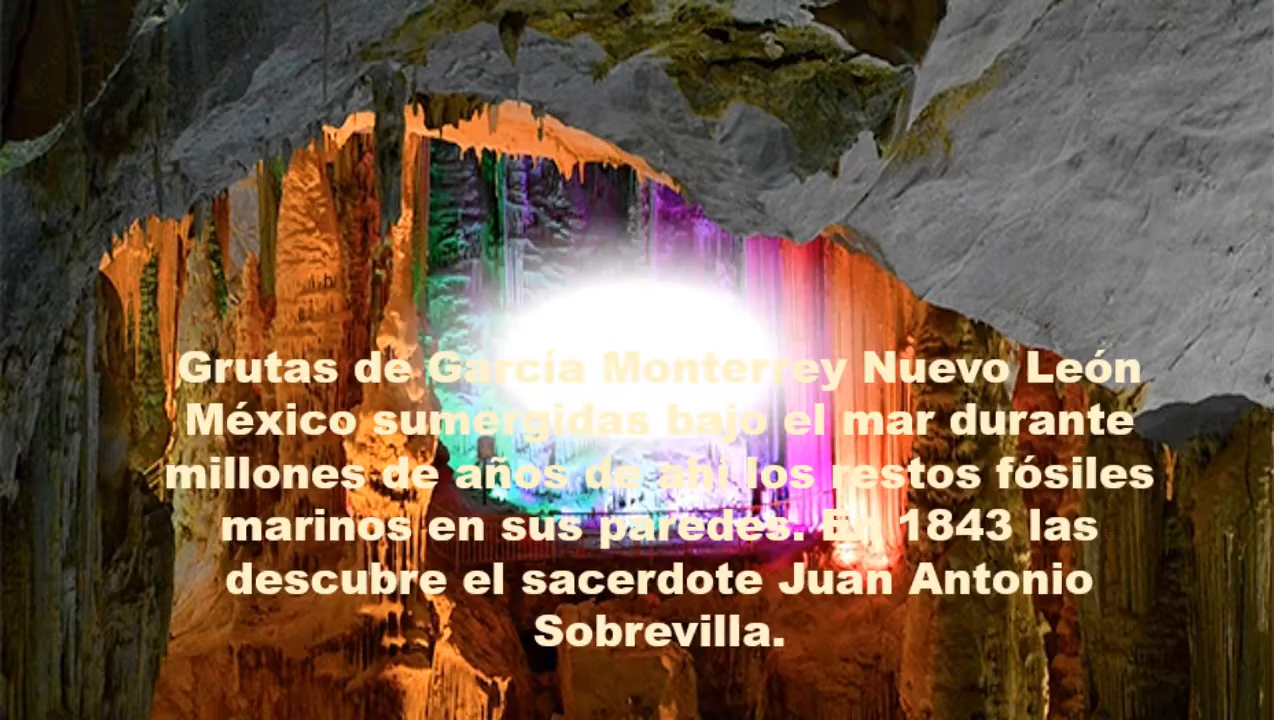 Grutas de García Monterrey Nuevo León
México sumergidas bajo el mar durante
millones de años de ahí los restos fósiles
marinos en sus paredes. En 1843 las
descubre el sacerdote Juan Antonio
Sobrevilla.